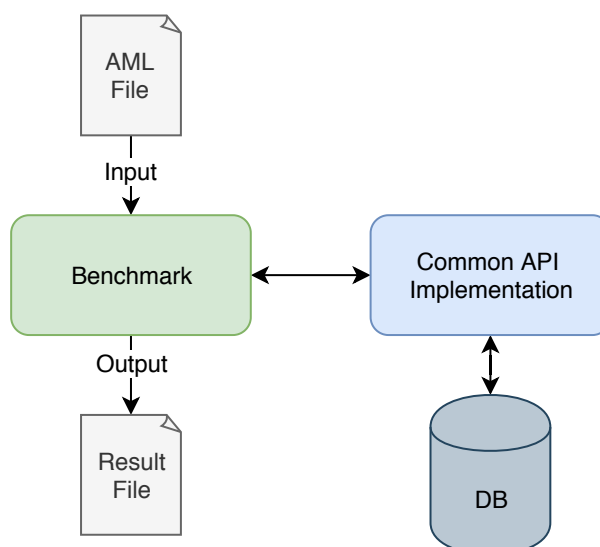 AML
File
Input
Benchmark
Common API
Implementation
Output
Result
File
DB